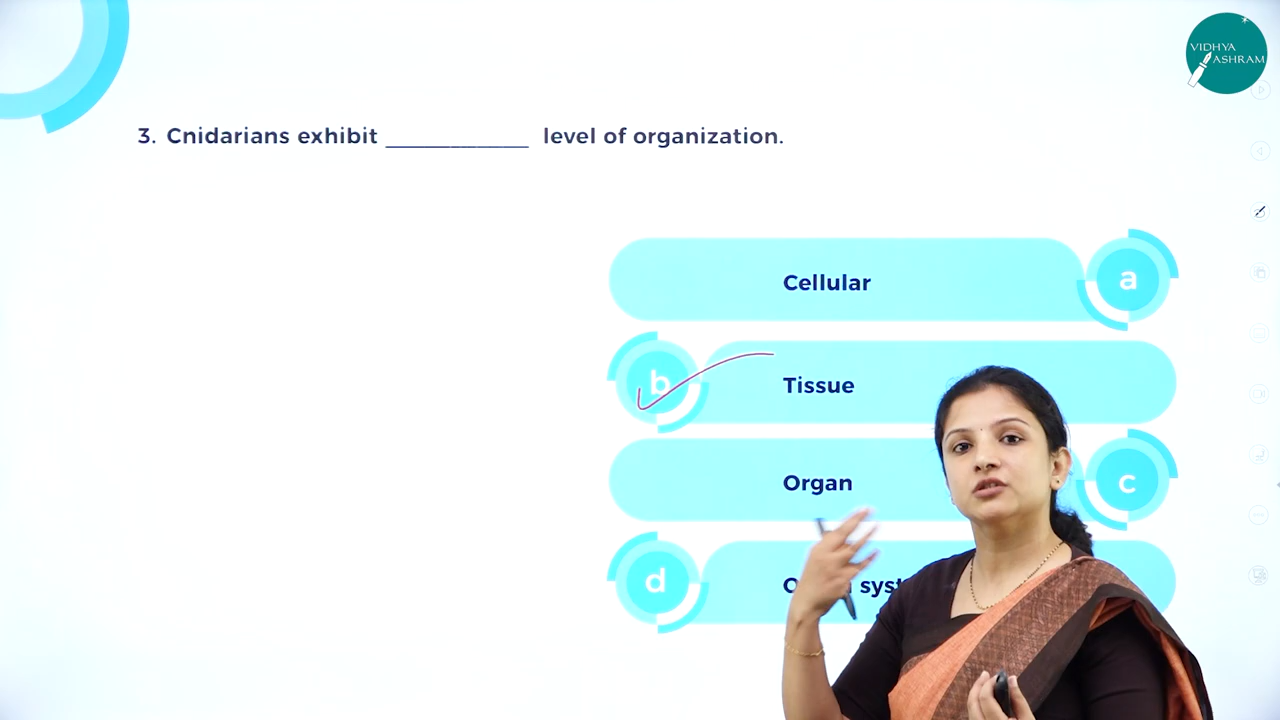 VIDHYA
ASHRAM
3. Cnidarians exhibit ____________ level of organization.
Cellular
a
b
Tissue
Organ
c
d